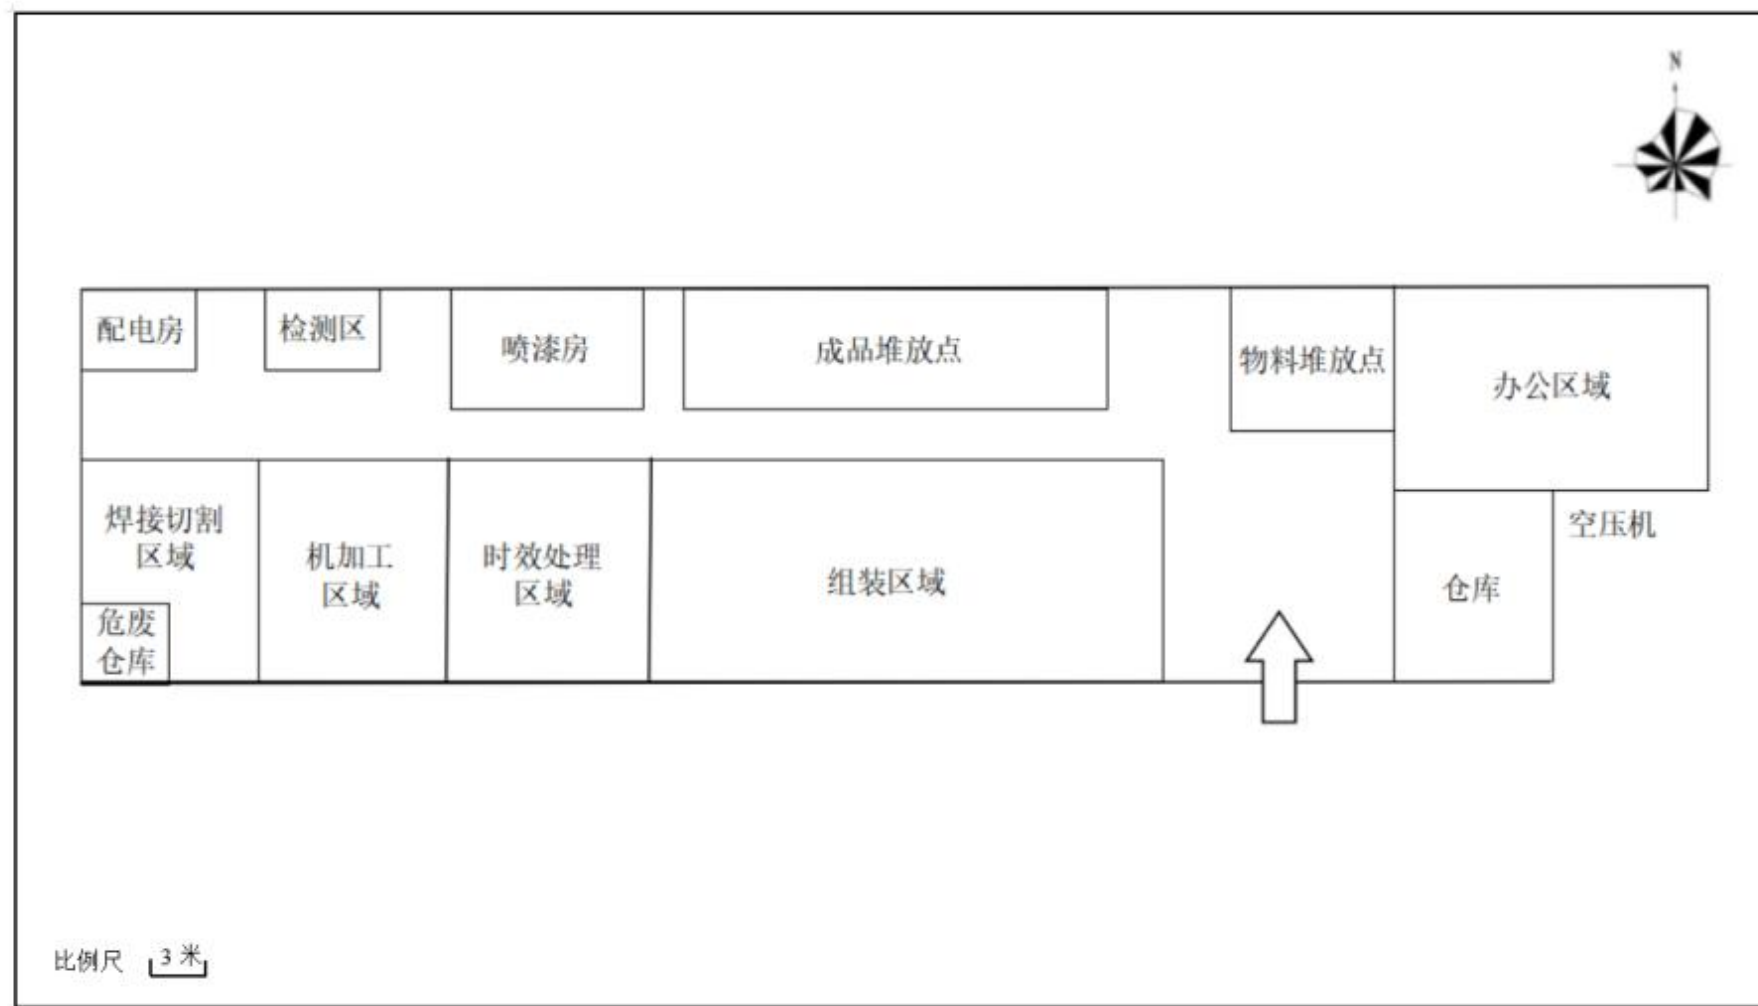 N
配电房
检测区
喷漆房
成品堆放点
物料堆放点
办公区域
焊接切割
区域
机加工
区域
时效处理
区域
组装区域
空压机
仓库
危废
仓库
比例尺 3 米